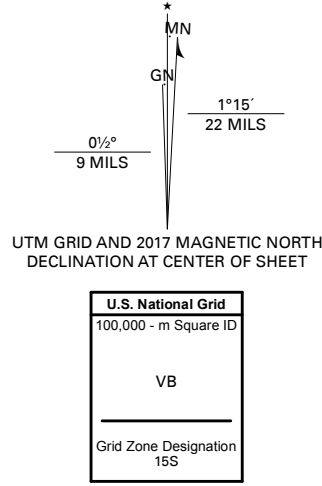 MN
GN
1°15´
22 MILS
0½°
9 MILS
UTM GRID AND 2017 MAGNETIC NORTH
DECLINATION AT CENTER OF SHEET
U.S. National Grid
100,000 - m Square ID
VB
Grid Zone Designation
15S